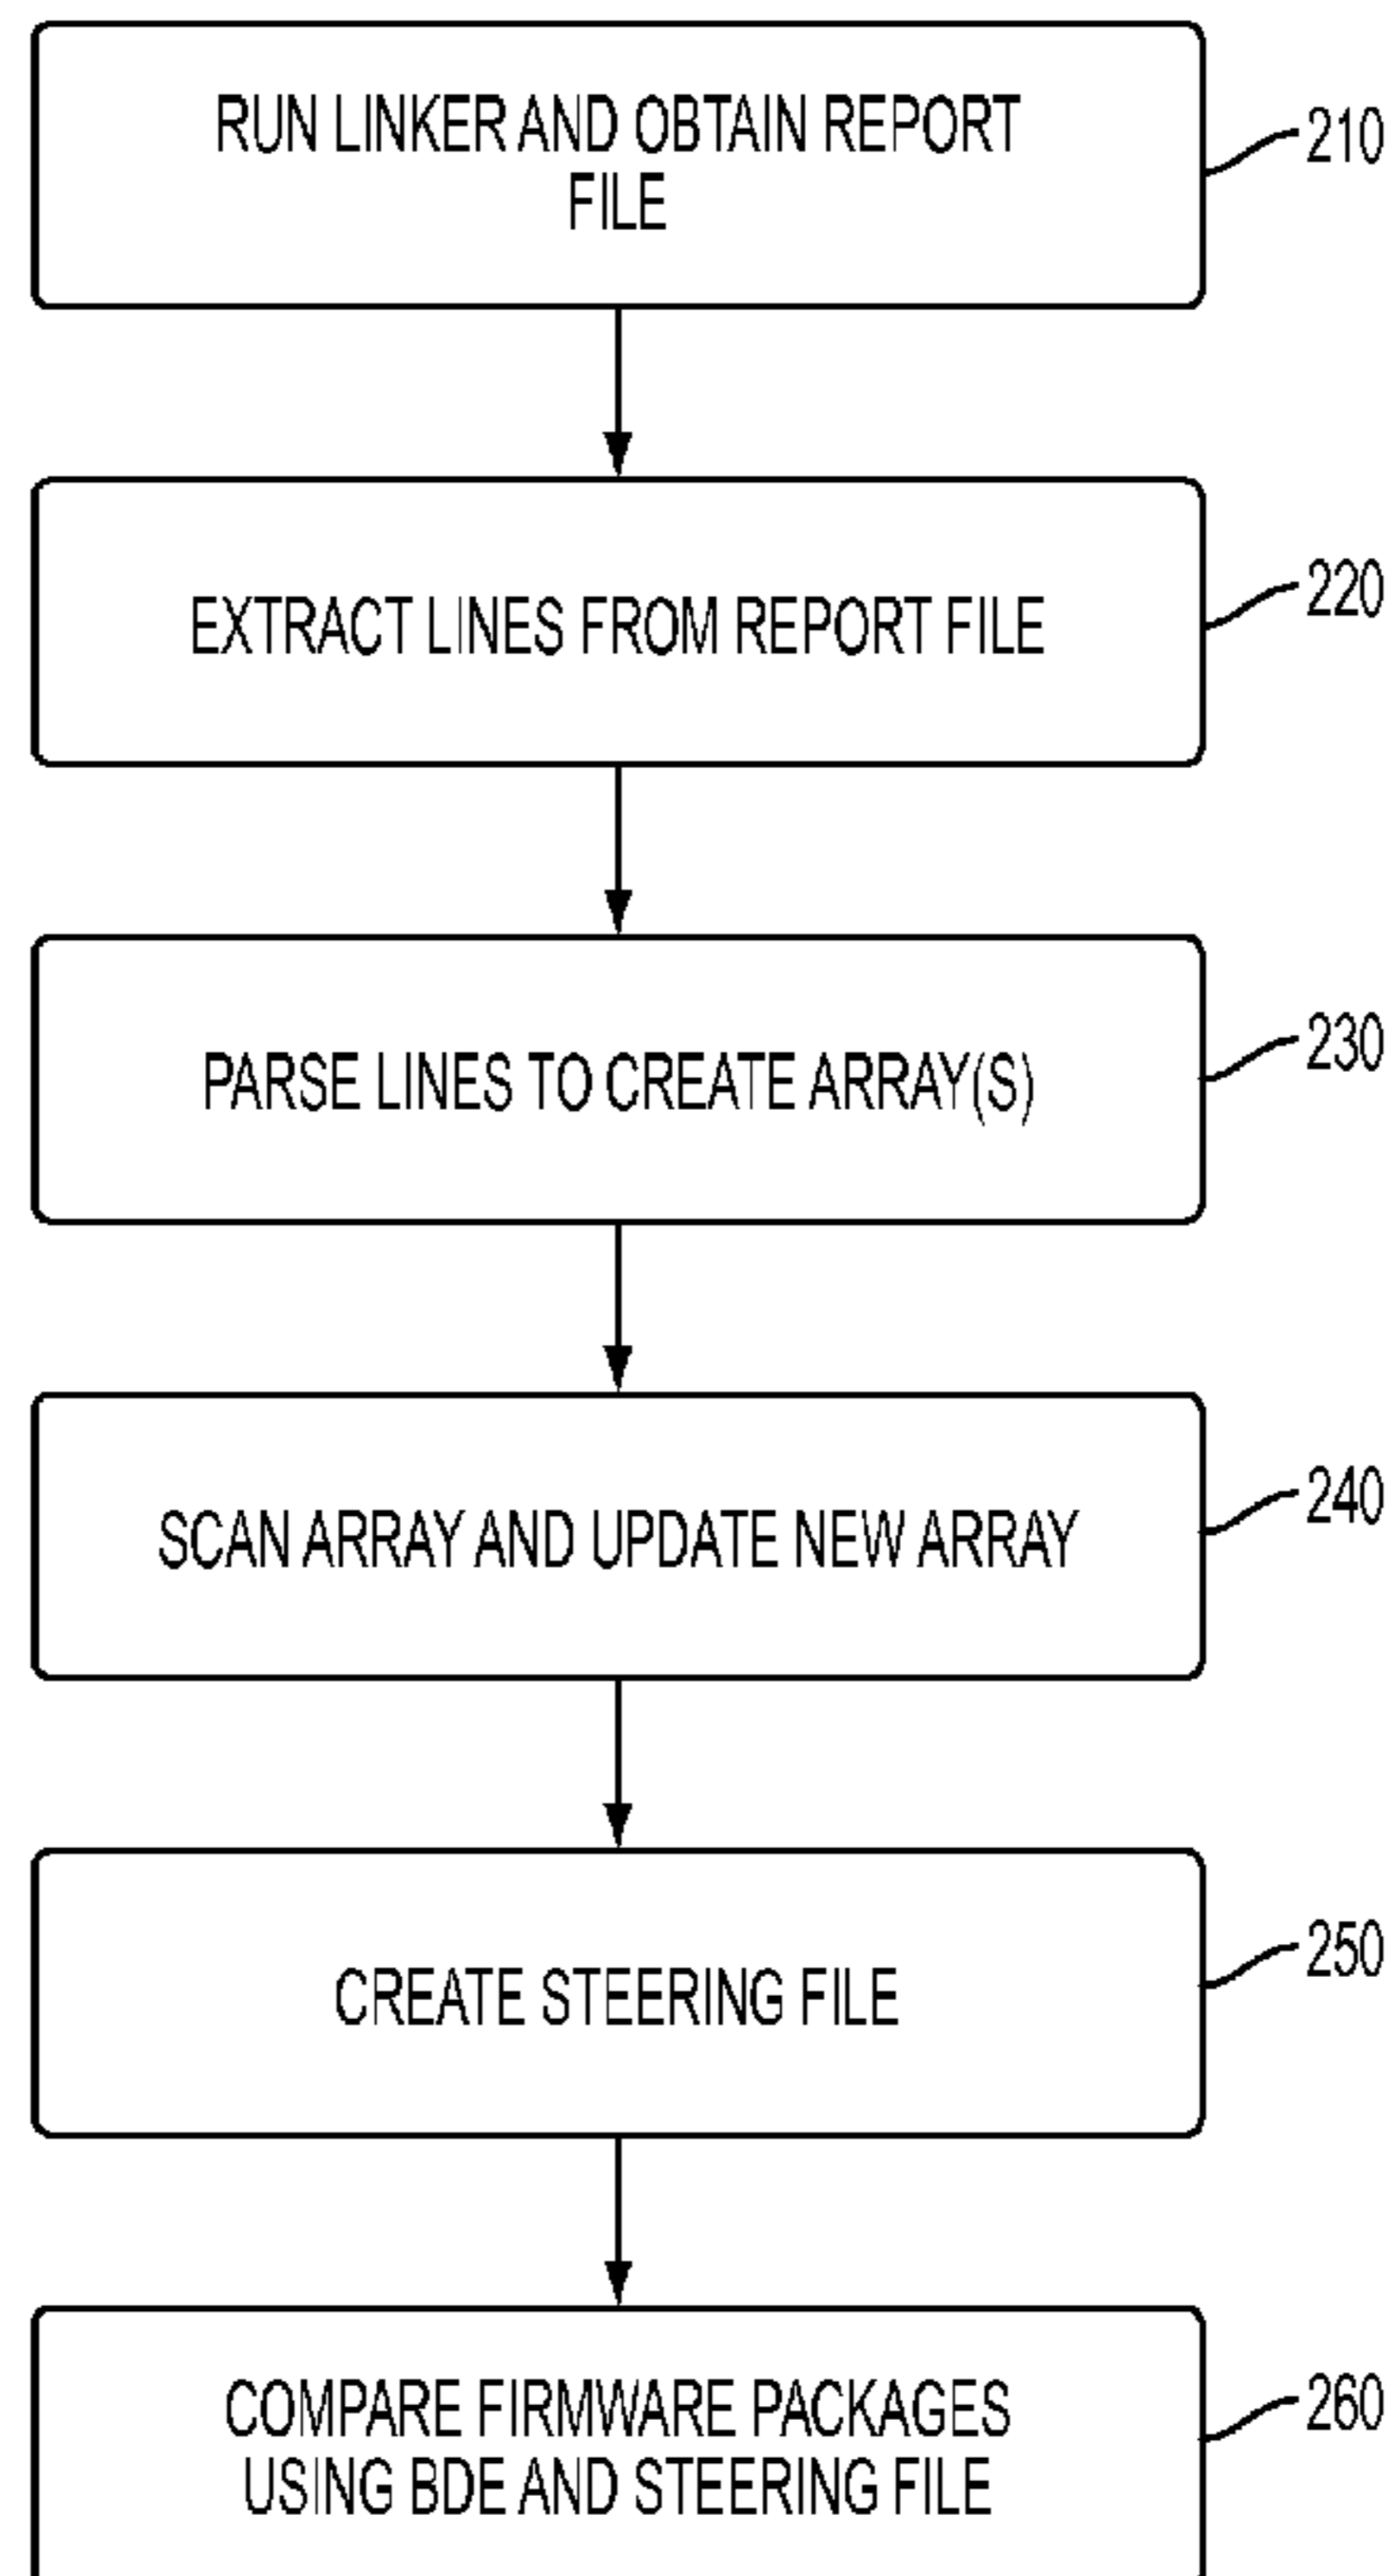 RUN LINKER AND OBTAIN REPORT
FILE
210
EXTRACT LINES FROM REPORT FILE
220
PARSE LINES TO CREATE ARRAY(S)
230
SCAN ARRAY AND UPDATE NEW ARRAY
240
CREATE STEERING FILE
250
COMPARE FIRMWARE PACKAGES
USING BDE AND STEERING FILE
260